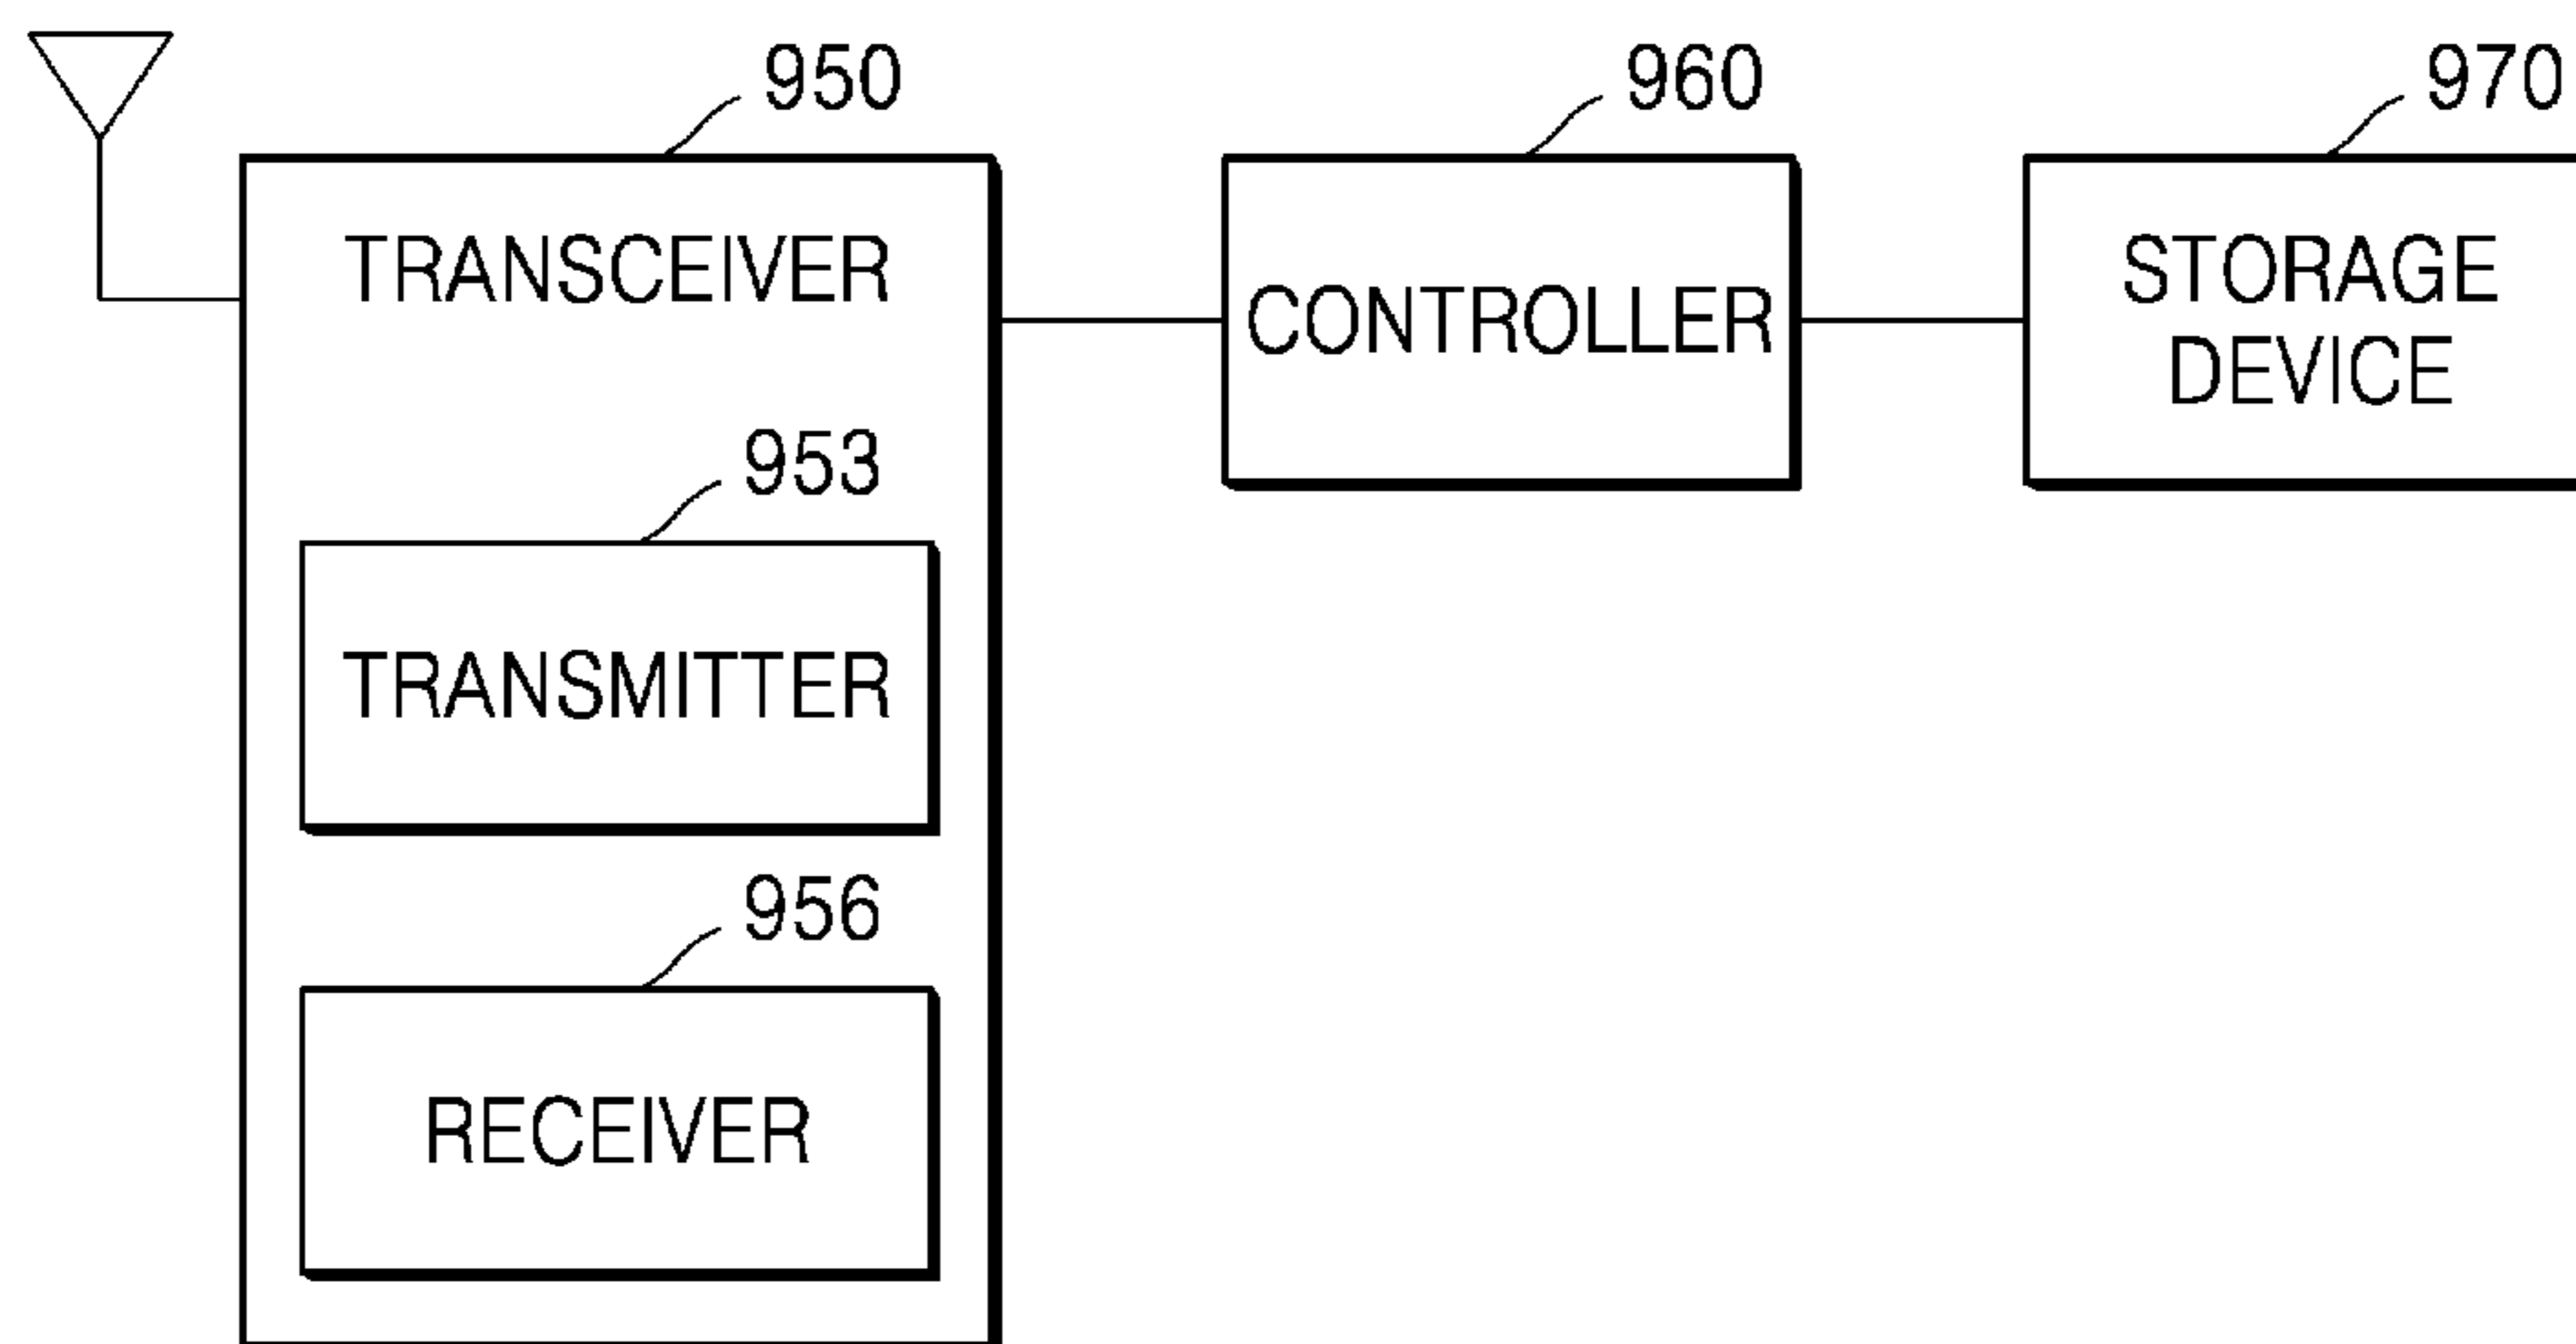 950
960
970
TRANSCEIVER
CONTROLLER
STORAGE
DEVICE
953
TRANSMITTER
956
RECEIVER